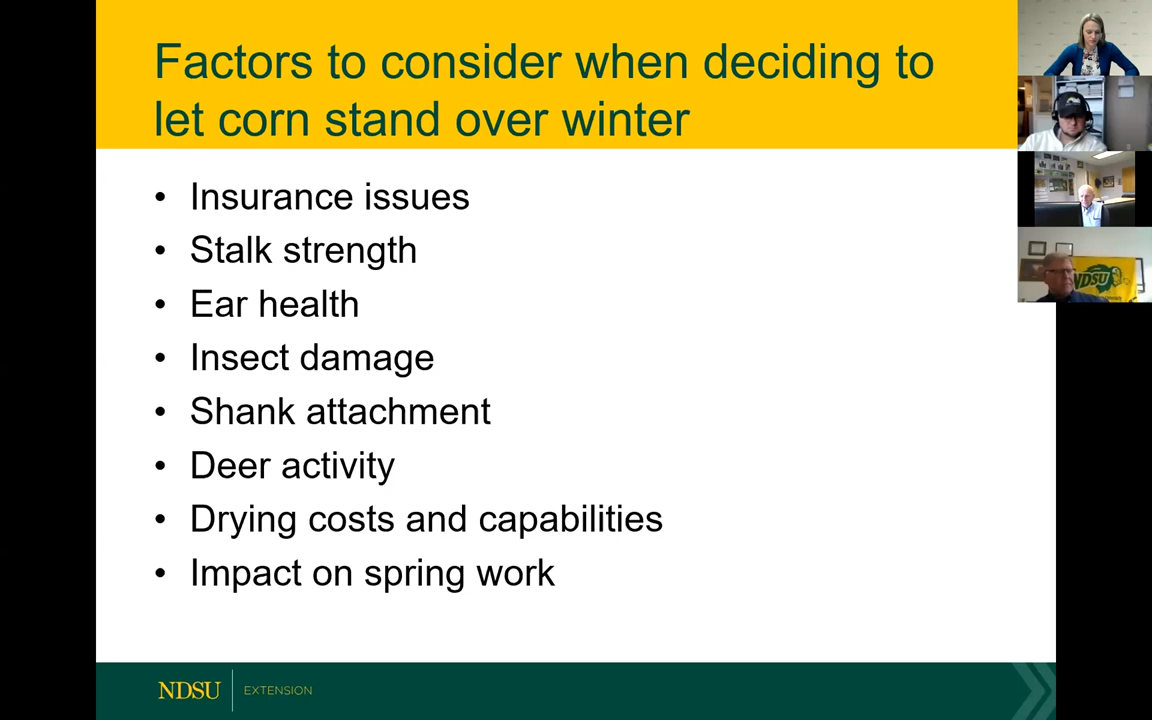 Factors to consider when deciding to
let corn stand over winter
• Insurance issues
• Stalk strength
• Ear health
• Insect damage
• Shank attachment
• Deer activity
• Drying costs and capabilities
• Impact on spring work
NDSU EXTENSION
NDSU